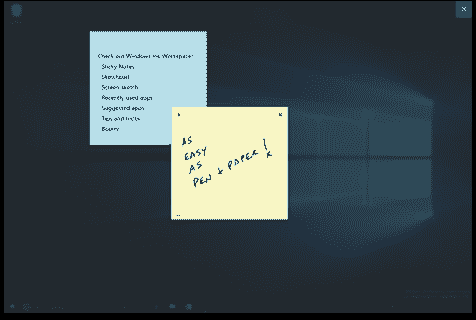 Check out Windows Ink Workspace:
Sticky Notes
Sketchpad
Screen sketch
Recently used apps
Suggested apps
Tips and tricks
Bounty
AS
EASY
AS
PEN & PAPER!